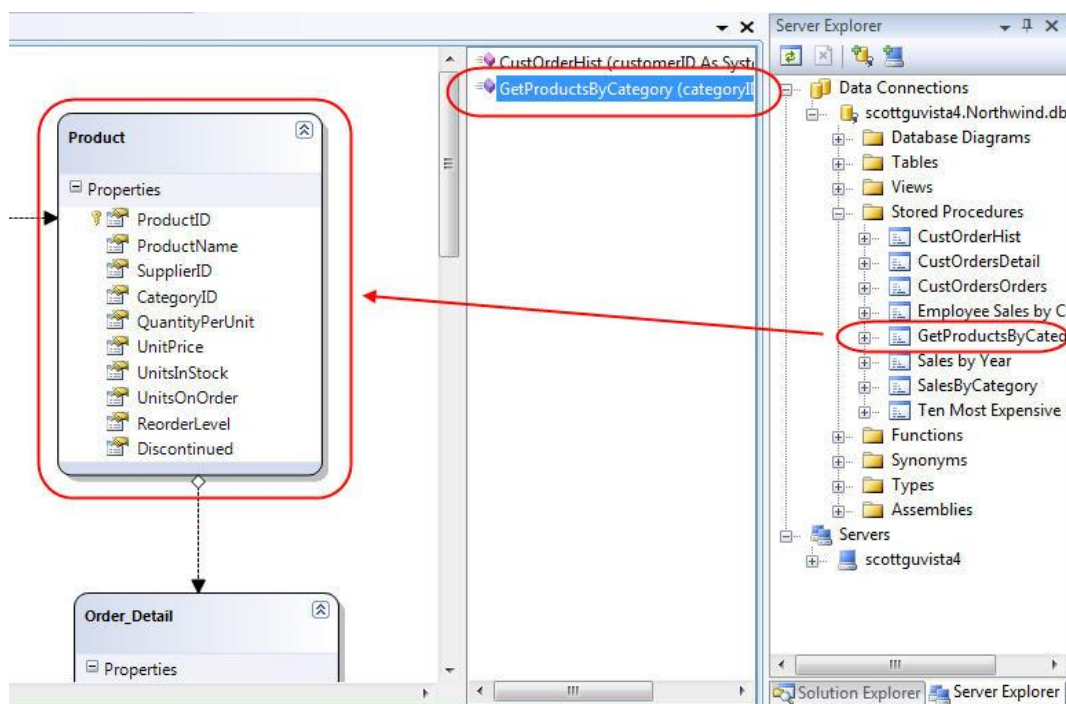 Product
Properties
ProductID
ProductName
SupplierID
CategoryID
QuantityPerUnit
UnitPrice
UnitsInStock
UnitsOnOrder
ReorderLevel
Discontinued
Order_Detail
Properties
CustOrderHist (customerID As Syst
GetProductsByCategory (categoryI
Server Explorer
Data Connections
scottguvista4.Northwind.db
Database Diagrams
Tables
Views
Stored Procedures
CustOrderHist
CustOrdersDetail
CustOrdersOrders
Employee Sales by C
GetProductsByCateg
Sales by Year
SalesByCategory
Ten Most Expensive
Functions
Synonyms
Types
Assemblies
Servers
scottguvista4
Solution Explorer
Server Explorer